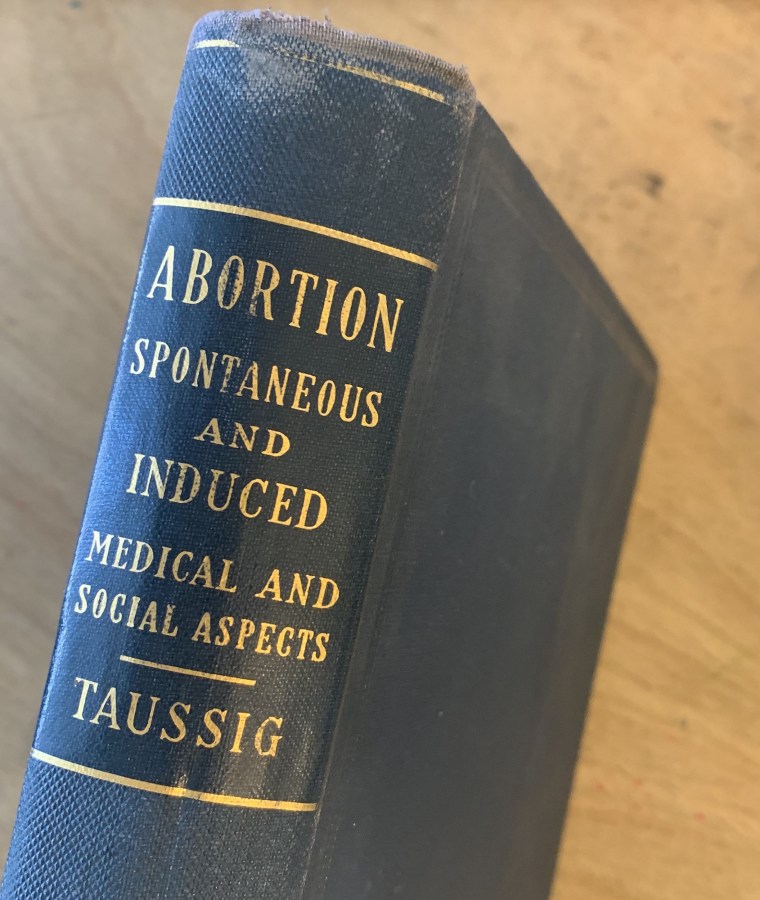 ABORTION
SPONTANEOUS
AND
INDUCED
MEDICAL AND
SOCIAL ASPECTS
TAUSSIG